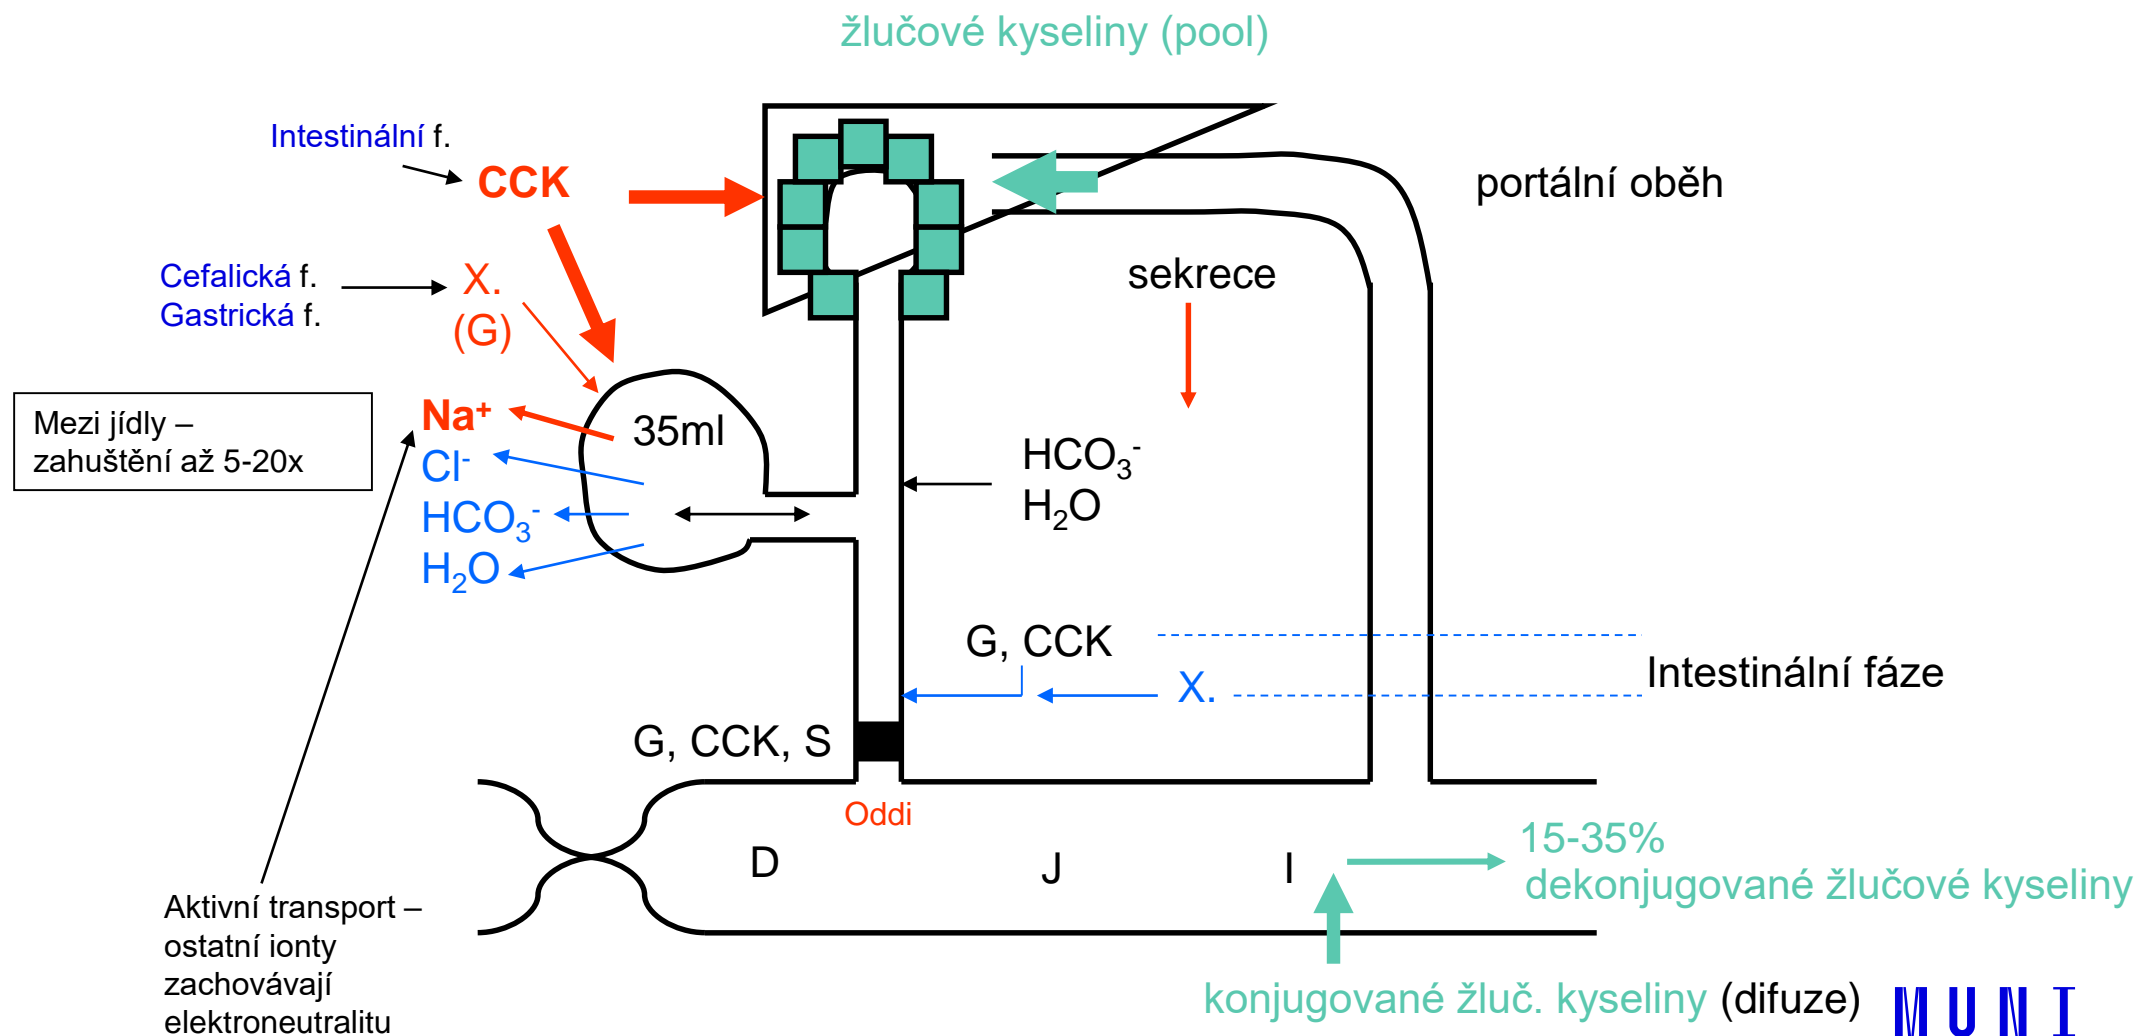 žlučové kyseliny (pool)
Intestinální f.
CCK
portální oběh
Cefalická f.
Gastrická f.
X.
(G)
sekrece
Mezi jídly –
zahuštění až 5-20x
Na⁺
Cl⁻
HCO₃⁻
H₂O
35ml
HCO₃⁻
H₂O
G, CCK
X.
Intestinální fáze
G, CCK, S
Oddi
D
J
I
15-35%
dekonjugované žlučové kyseliny
Aktivní transport –
ostatní ionty
zachovávají
elektroneutralitu
konjugované žluč. kyseliny (difuze)
MUNI